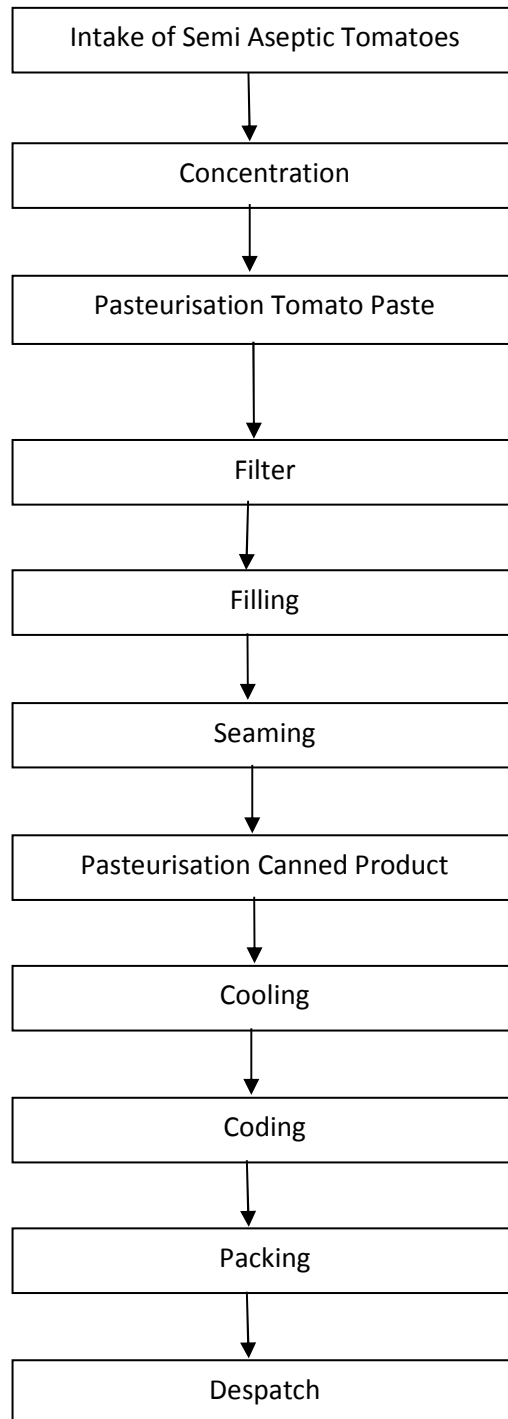 Intake of Semi Aseptic Tomatoes
Concentration
Pasteurisation Tomato Paste
Filter
Filling
Seaming
Pasteurisation Canned Product
Cooling
Coding
Packing
Despatch